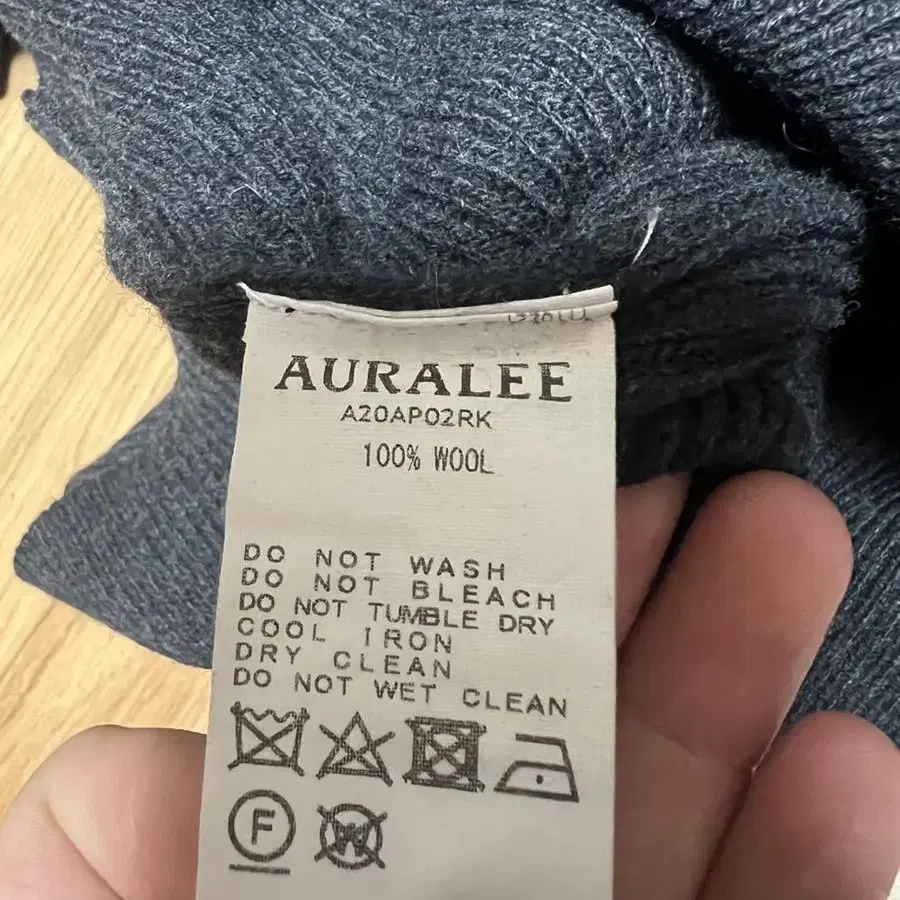 AURALEE
A20AP02RK
100% WOOL
DO NOT WASH
DO NOT BLEACH
DO NOT TUMBLE DRY
COOL IRON
DRY CLEAN
DO NOT WET CLEAN
F
W